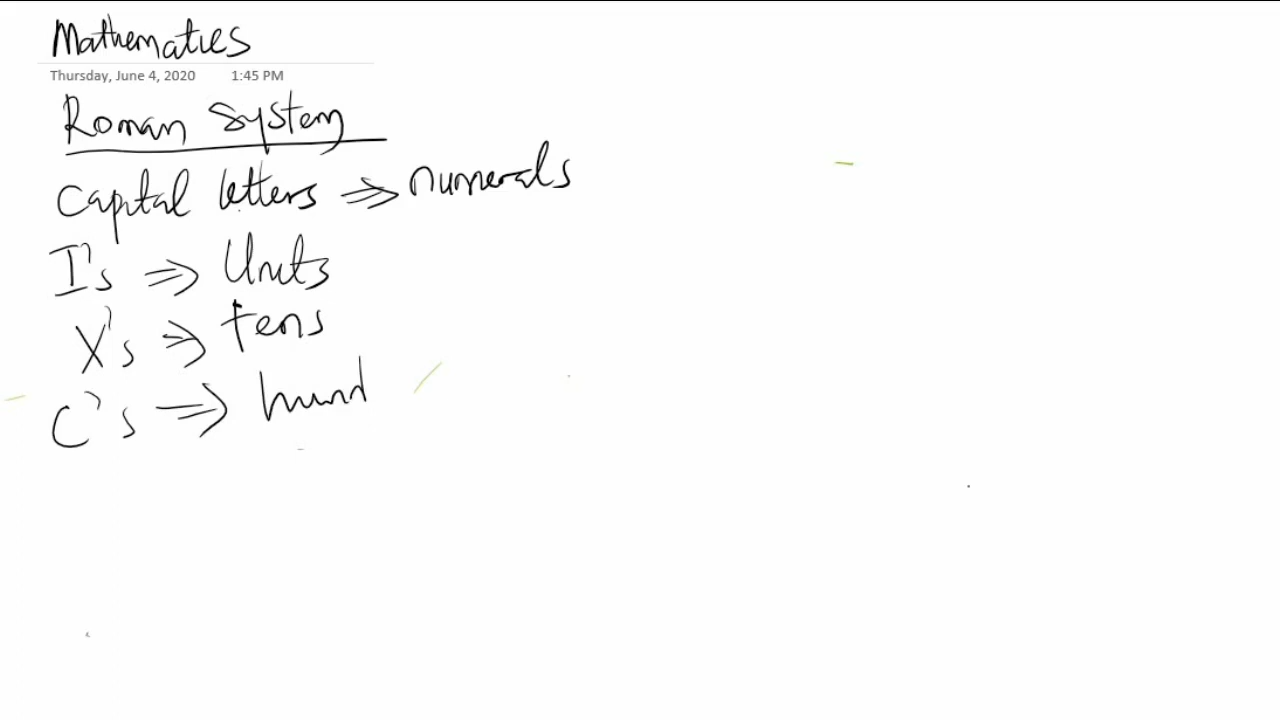 Mathematics
Thursday, June 4, 2020 1:45 PM
Roman System
Capital letters ⇒ numerals
I's ⇒ Units
X's ⇒ tens
C's ⇒ hund